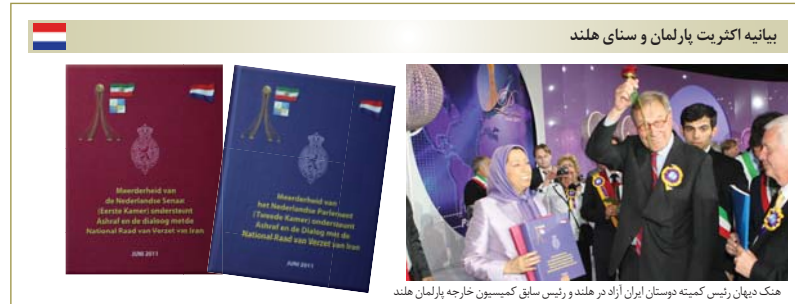 بیانیه اکثریت پارلمان و سنای هلند
Meerderheid van
de Nederlandse Senaat
(Eerste Kamer) ondersteunt
Ashraf en de dialoog met de
National Raad van Verzet van Iran
JUNI 2011
Meerderheid van
het Nederlandse Parlement
(Tweede Kamer) ondersteunt
Ashraf en de Dialog met de
National Raad van Verzet van Iran
JUNI 2011
هنک دیهان رئیس کمیته دوستان ایران آزاد در هلند و رئیس سابق کمیسیون خارجه پارلمان هلند